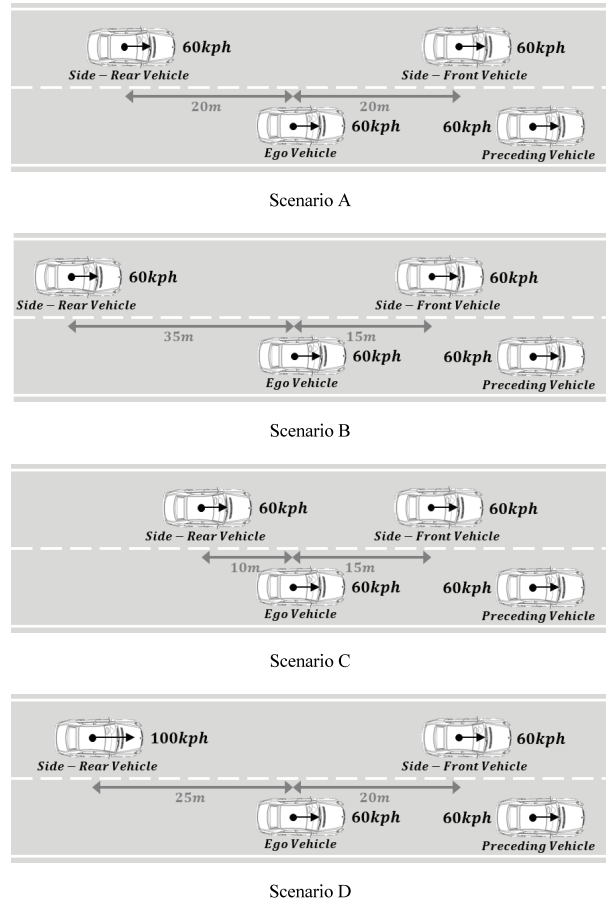 60kph 60kph
Side – Rear Vehicle Side – Front Vehicle
20m 20m
60kph 60kph
Ego Vehicle Preceding Vehicle
Scenario A
60kph 60kph
Side – Rear Vehicle Side – Front Vehicle
35m 15m
60kph 60kph
Ego Vehicle Preceding Vehicle
Scenario B
60kph 60kph
Side – Rear Vehicle Side – Front Vehicle
10m 15m
60kph 60kph
Ego Vehicle Preceding Vehicle
Scenario C
100kph 60kph
Side – Rear Vehicle Side – Front Vehicle
25m 20m
60kph 60kph
Ego Vehicle Preceding Vehicle
Scenario D